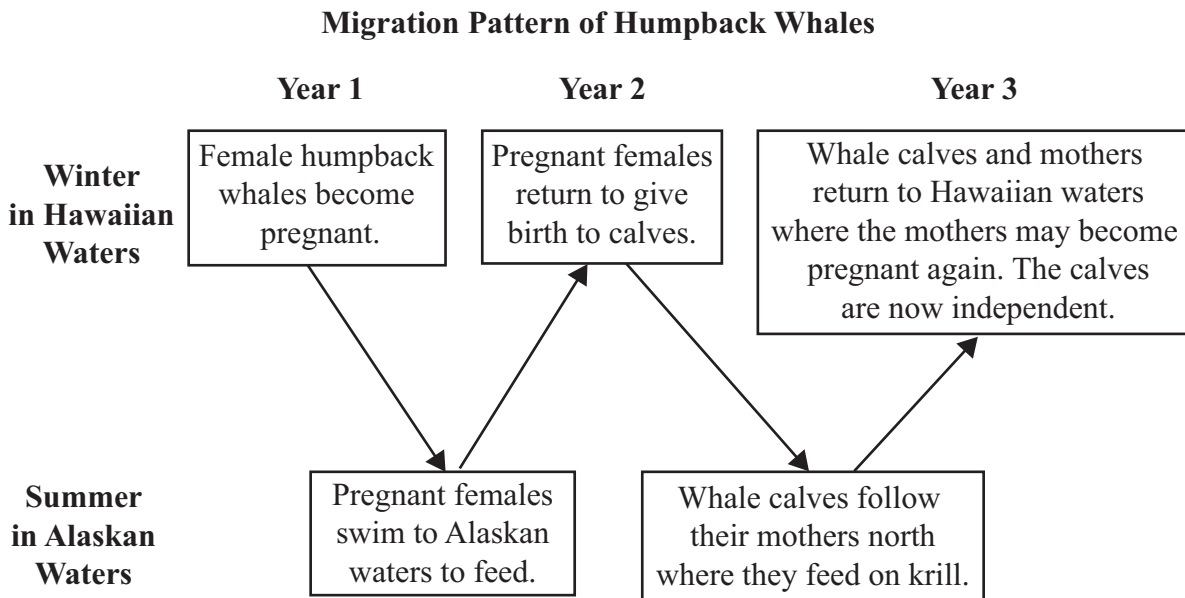 Migration Pattern of Humpback Whales
Year 1
Year 2
Year 3
Winter
in Hawaiian
Waters
Female humpback
whales become
pregnant.
Pregnant females
return to give
birth to calves.
Whale calves and mothers
return to Hawaiian waters
where the mothers may become
pregnant again. The calves
are now independent.
Summer
in Alaskan
Waters
Pregnant females
swim to Alaskan
waters to feed.
Whale calves follow
their mothers north
where they feed on krill.